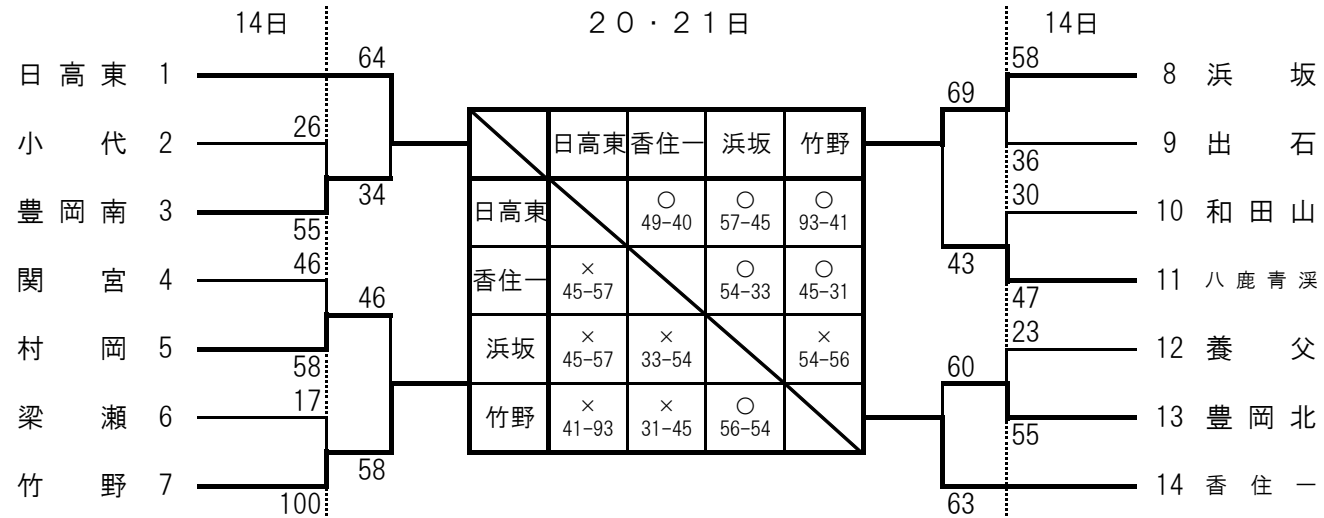 14日
２０・２１日
14日
日高東 1
64
小代 2
26
豊岡南 3
55
34
関宮 4
46
村岡 5
58
46
梁瀬 6
17
竹野 7
100
58
日高東 香住一 浜坂 竹野
日高東 ○ ○ ○
49-40 57-45 93-41
香住一 × ○ ○
45-57 54-33 45-31
浜坂 × × ×
45-57 33-54 54-56
竹野 × × ○
41-93 31-45 56-54
58
8 浜坂
69
9 出石
36
30
10 和田山
43
11 八鹿青渓
47
23
12 養父
60
13 豊岡北
55
14 香住一
63